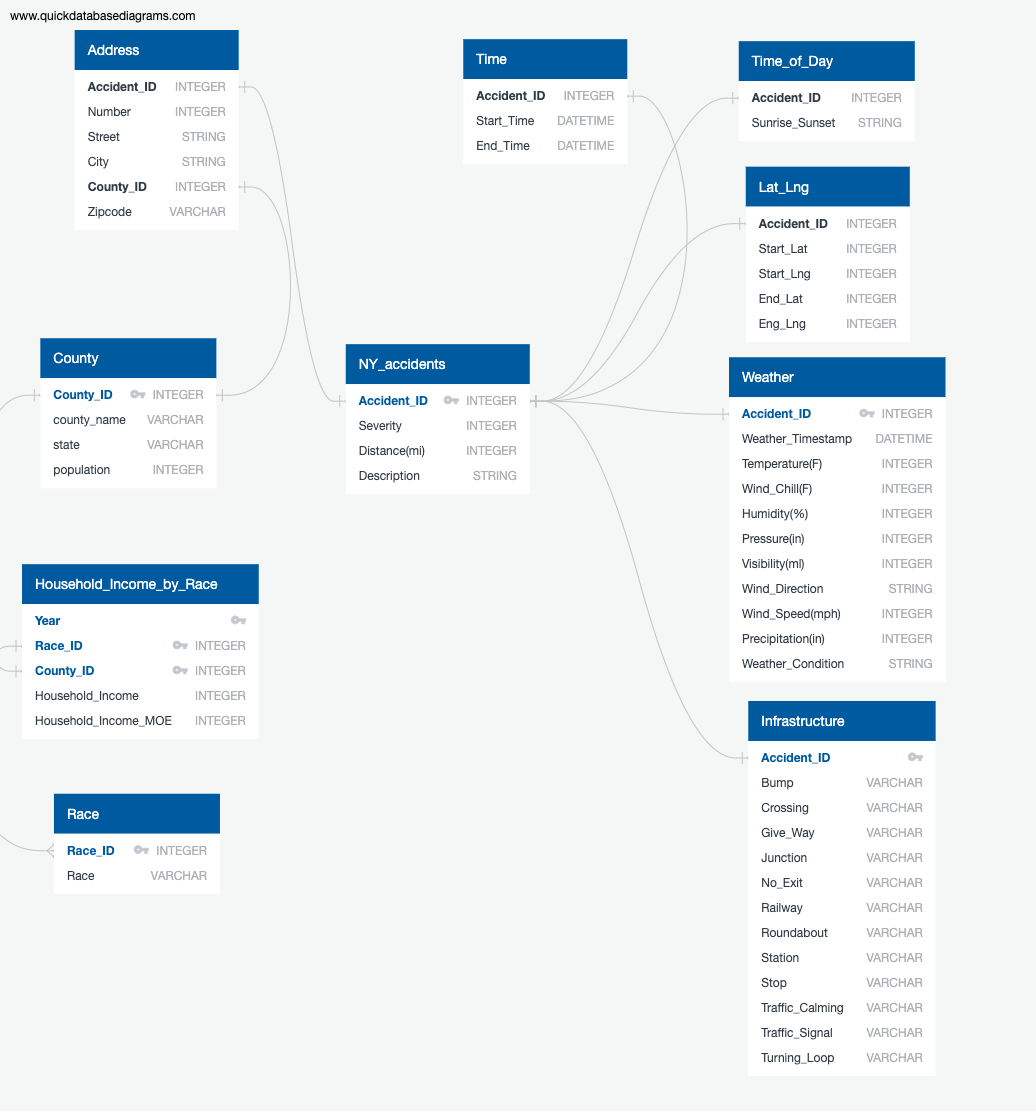 www.quickdatabasediagrams.com
Address
Accident_ID INTEGER
Number INTEGER
Street STRING
City STRING
County_ID INTEGER
Zipcode VARCHAR
Time
Accident_ID INTEGER
Start_Time DATETIME
End_Time DATETIME
Time_of_Day
Accident_ID INTEGER
Sunrise_Sunset STRING
Lat_Lng
Accident_ID INTEGER
Start_Lat INTEGER
Start_Lng INTEGER
End_Lat INTEGER
Eng_Lng INTEGER
County
County_ID INTEGER
county_name VARCHAR
state VARCHAR
population INTEGER
NY_accidents
Accident_ID INTEGER
Severity INTEGER
Distance(mi) INTEGER
Description STRING
Weather
Accident_ID INTEGER
Weather_Timestamp DATETIME
Temperature(F) INTEGER
Wind_Chill(F) INTEGER
Humidity(%) INTEGER
Pressure(in) INTEGER
Visibility(ml) INTEGER
Wind_Direction STRING
Wind_Speed(mph) INTEGER
Precipitation(in) INTEGER
Weather_Condition STRING
Household_Income_by_Race
Year
Race_ID INTEGER
County_ID INTEGER
Household_Income INTEGER
Household_Income_MOE INTEGER
Race
Race_ID INTEGER
Race VARCHAR
Infrastructure
Accident_ID
Bump VARCHAR
Crossing VARCHAR
Give_Way VARCHAR
Junction VARCHAR
No_Exit VARCHAR
Railway VARCHAR
Roundabout VARCHAR
Station VARCHAR
Stop VARCHAR
Traffic_Calming VARCHAR
Traffic_Signal VARCHAR
Turning_Loop VARCHAR